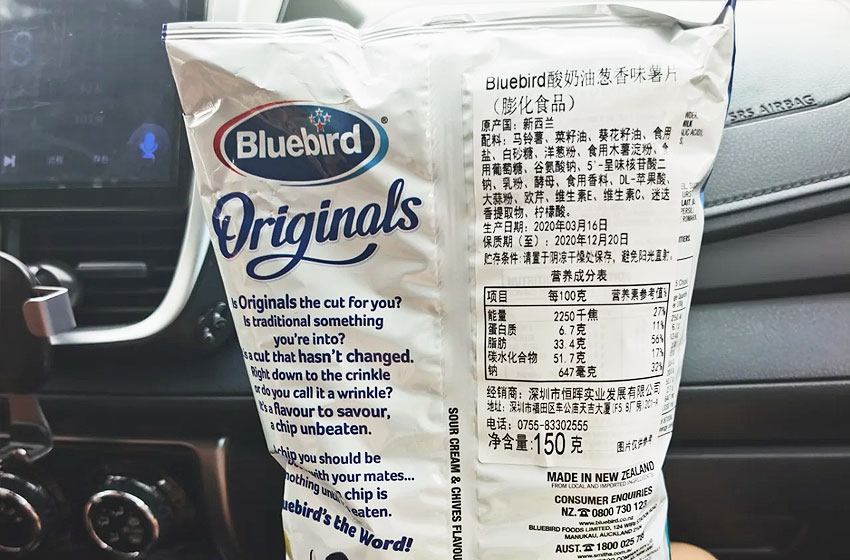 Bluebird®
Originals
Is Originals the cut for you?
Is traditional something
you're into?
a cut that hasn't changed.
Right down to the crinkle
or do you call it a wrinkle?
It's a flavour to savour,
a chip unbeaten.
chip you should be
with your mates...
nothing until chip is
eaten.
Bluebird's the Word!
SOUR CREAM & CHIVES FLAVOU
Bluebird酸奶油葱香味薯片
（膨化食品）
原产国：新西兰
配料：马铃薯、菜籽油、葵花籽油、食用
盐、白砂糖、洋葱粉、食用木薯淀粉、食
用葡萄糖、谷氨酸钠、5'-呈味核苷酸二
钠、乳粉、酵母、食用香料、DL-苹果酸、
大蒜粉、欧芹、维生素E、维生素C、迷迭
香提取物、柠檬酸。
生产日期：2020年03月16日
保质期（至）：2020年12月20日
贮存条件：请置于阴凉干燥处保存，避免阳光直射。
营养成分表
项目 每100克 营养素参考值%
能量 2250千焦 27%
蛋白质 6.7克 11%
脂肪 33.4克 56%
碳水化合物 51.7克 17%
钠 647毫克 32%
经销商：深圳市恒晖实业发展有限公司
地址：深圳市福田区车公庙天吉大厦(F5.8厂房)
电话：0755-83302555
净含量：150克
图片仅供参考
MADE IN NEW ZEALAND
FROM LOCAL AND IMPORTED INGREDIENTS
CONSUMER ENQUIRIES
NZ.☎0800 730 123
www.bluebird.co.nz
BLUEBIRD FOODS LIMITED, 124 WIRI
MANUKAU, AUCKLAND
AUST.☎1800 025 78
www.smiths.com
SRS AIRBAG